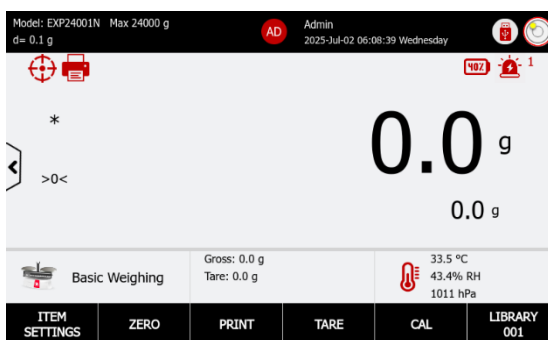 Model: EXP24001N Max 24000 g
d= 0.1 g
AD
Admin
2025-Jul-02 06:08:39 Wednesday
40%
1
*
0.0 g
>0<
0.0 g
Basic Weighing
Gross: 0.0 g
Tare: 0.0 g
33.5 °C
43.4% RH
1011 hPa
ITEM
SETTINGS
ZERO
PRINT
TARE
CAL
LIBRARY
001